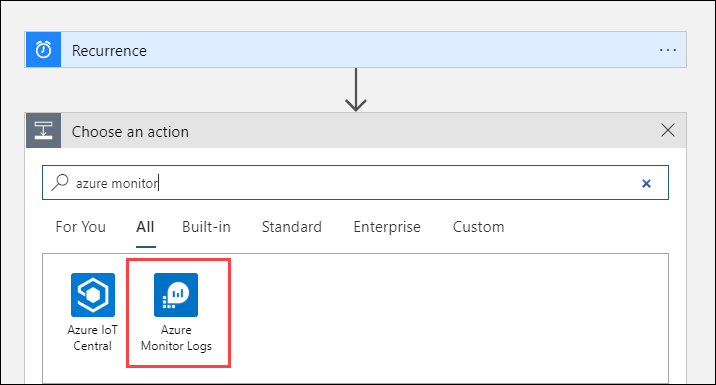 Recurrence
Choose an action
azure monitor
For You All Built-in Standard Enterprise Custom
Azure IoT Azure
Central Monitor Logs